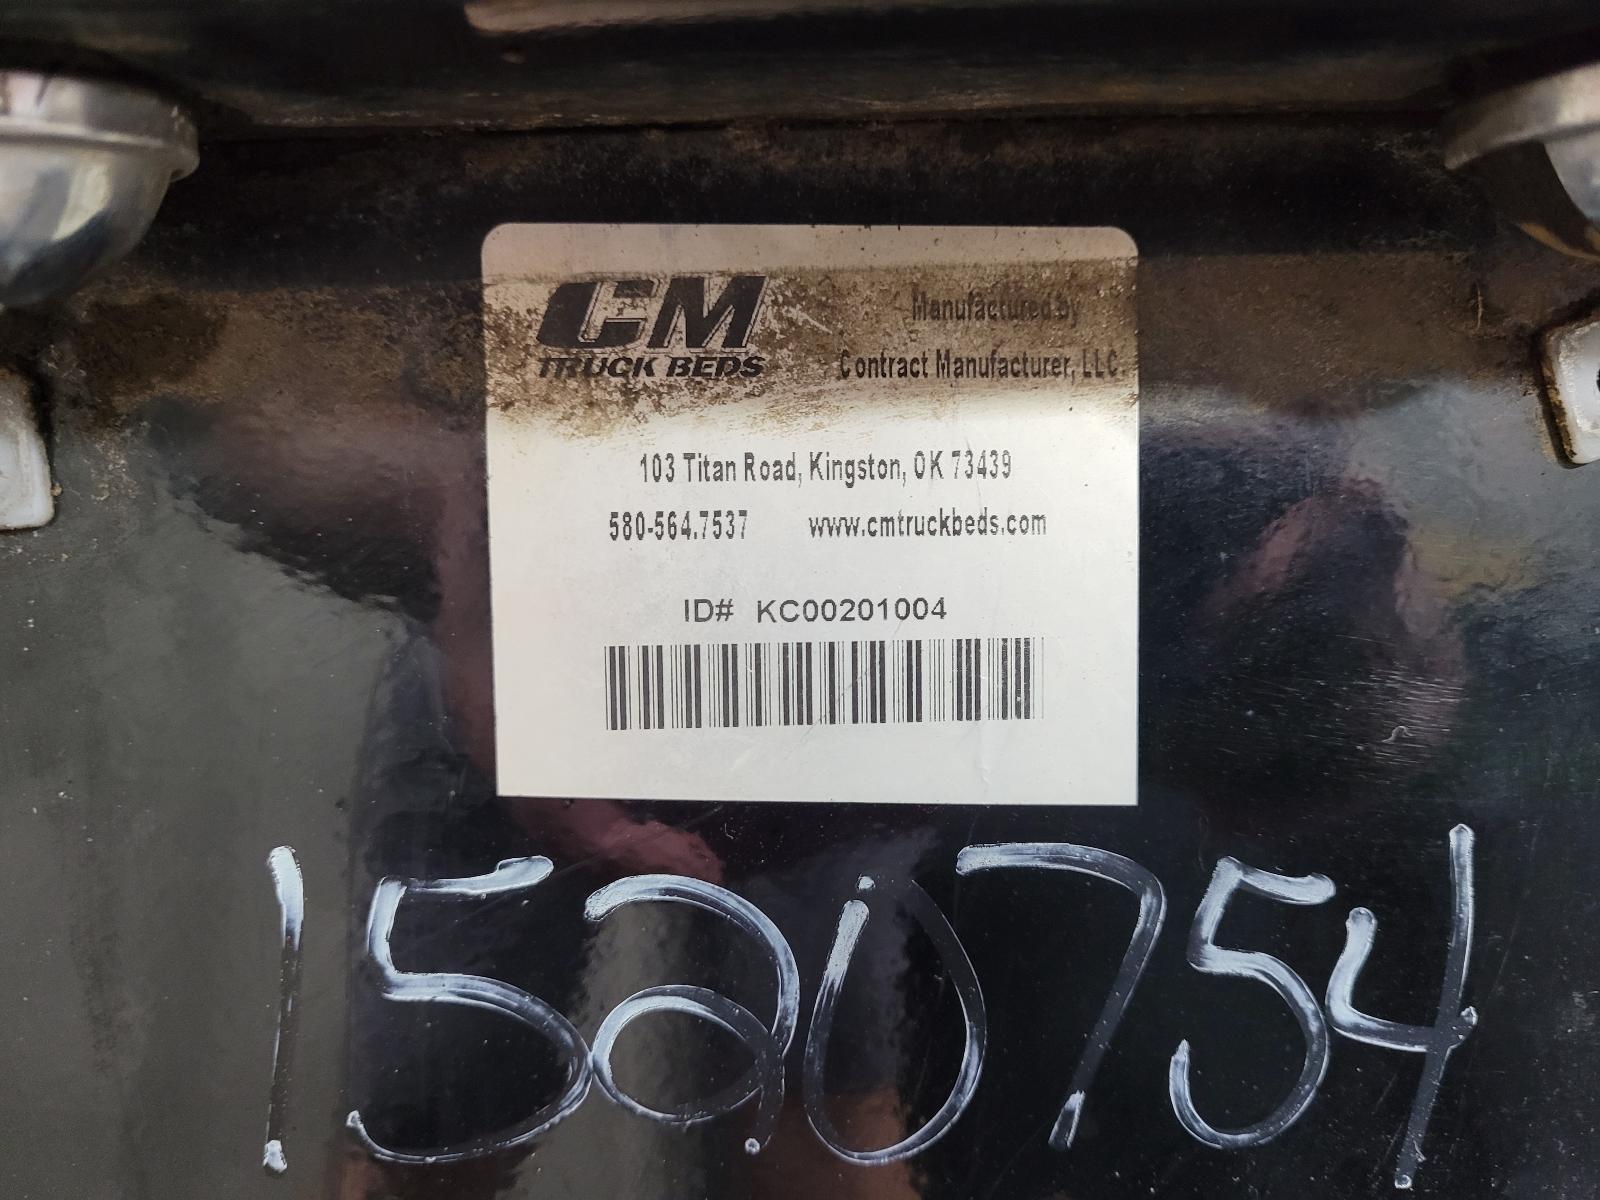 CM
TRUCK BEDS
Manufactured by
Contract Manufacturer, LLC.
103 Titan Road, Kingston, OK 73439
580-564.7537 www.cmtruckbeds.com
ID# KC00201004
1520754